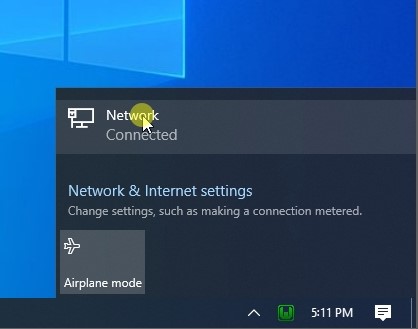 Network
Connected
Network & Internet settings
Change settings, such as making a connection metered.
Airplane mode
5:11 PM